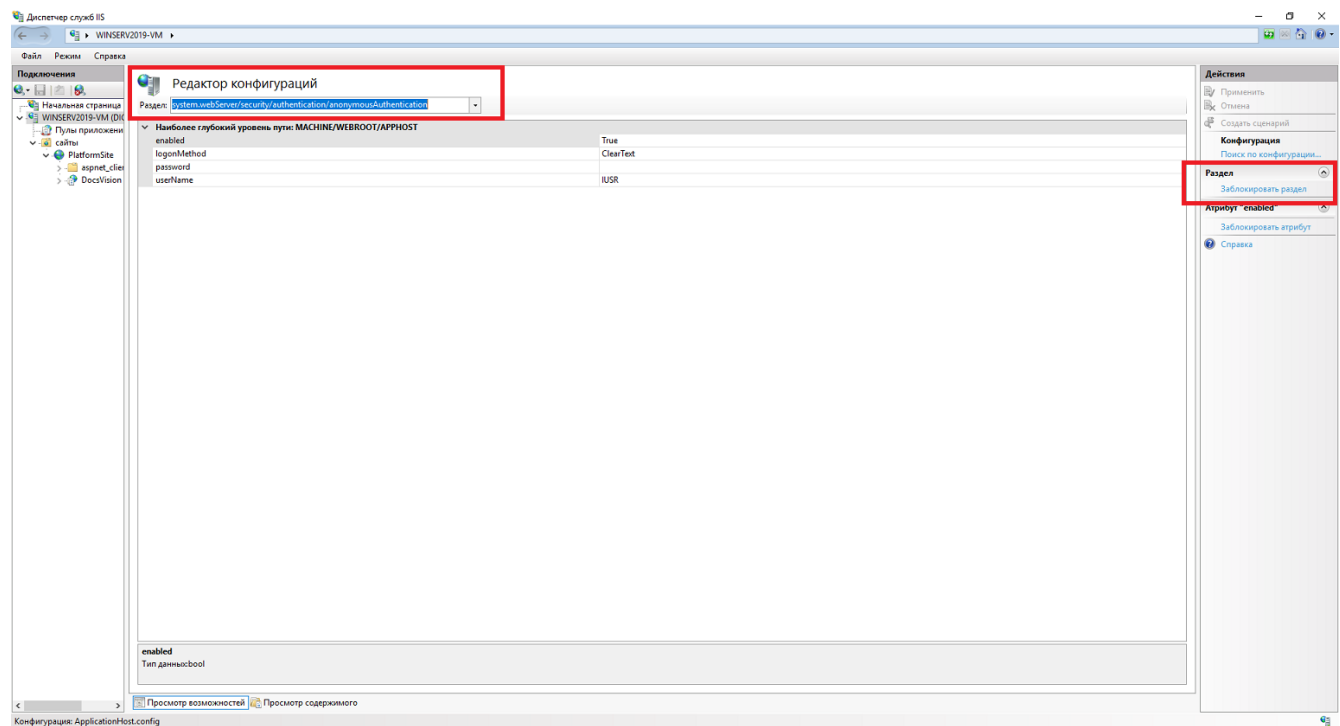 Диспетчер служб IIS
WINSERV2019-VM
Файл Режим Справка
Подключения
Начальная страница
WINSERV2019-VM (DIC
Пулы приложени
сайты
PlatformSite
aspnet_clien
DocsVision
Редактор конфигураций
Раздел: system.webServer/security/authentication/anonymousAuthentication
Наиболее глубокий уровень пути: MACHINE/WEBROOT/APPHOST
enabled True
logonMethod ClearText
password
userName IUSR
enabled
Тип данных:bool
Просмотр возможностей Просмотр содержимого
Действия
Применить
Отмена
Создать сценарий
Конфигурация
Поиск по конфигурации...
Раздел
Заблокировать раздел
Атрибут "enabled"
Заблокировать атрибут
Справка
Конфигурация: ApplicationHost.config